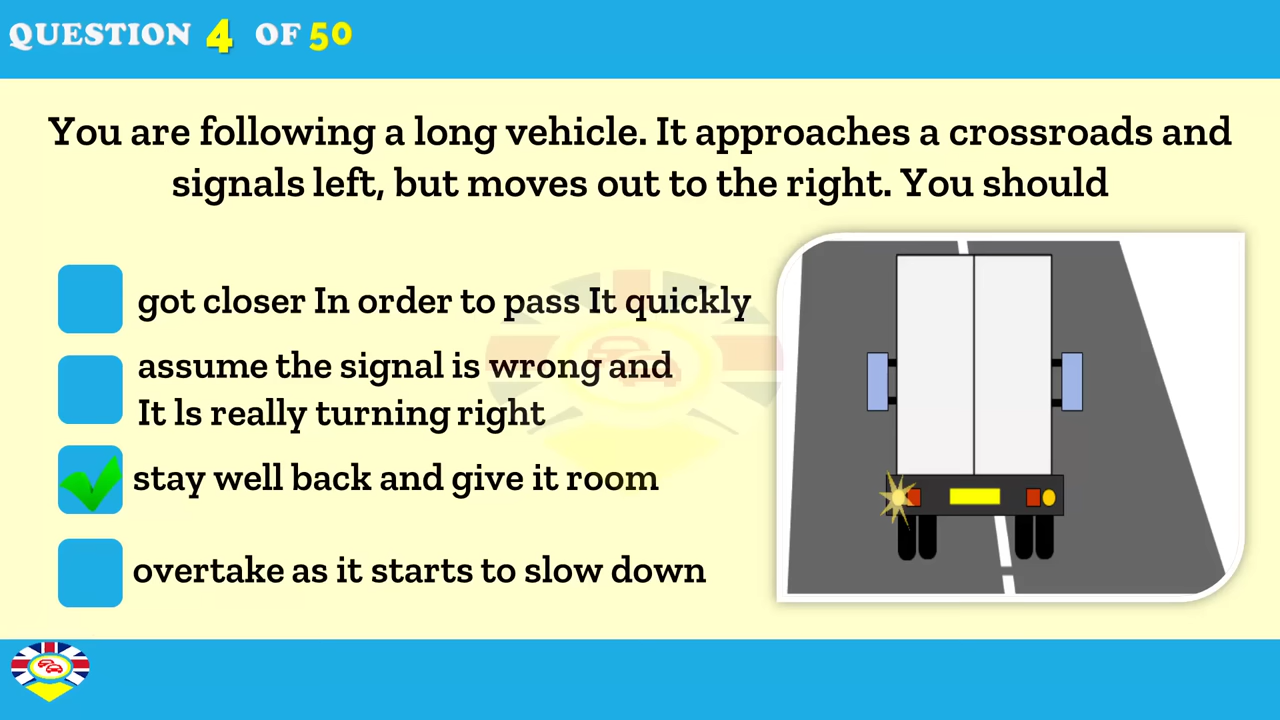 QUESTION 4 OF 50
You are following a long vehicle. It approaches a crossroads and
signals left, but moves out to the right. You should
got closer In order to pass It quickly
assume the signal is wrong and
It ls really turning right
stay well back and give it room
overtake as it starts to slow down